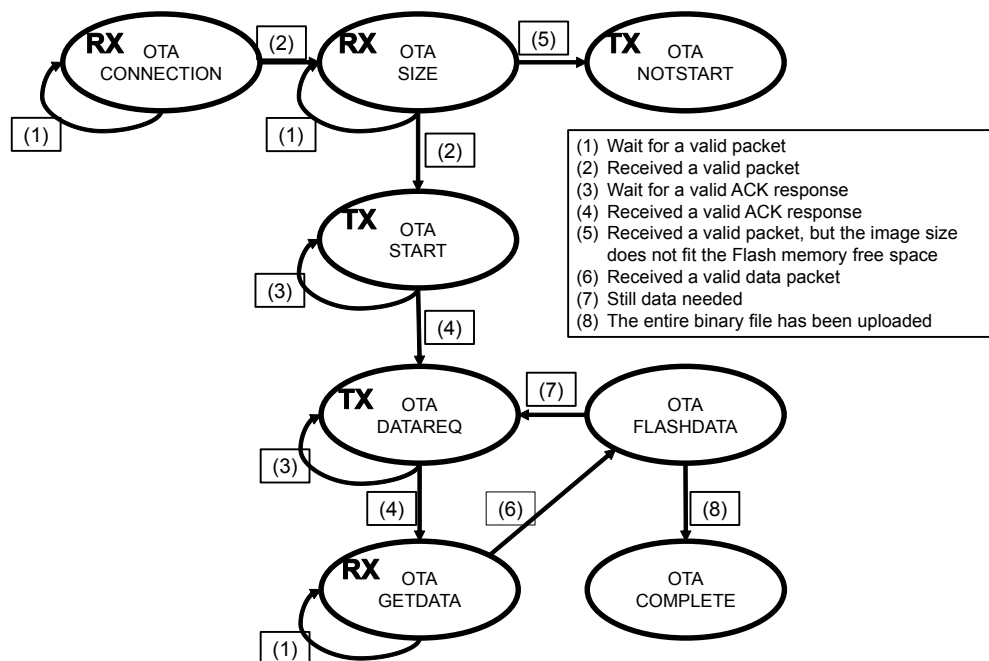 RX OTA CONNECTION
(2)
RX OTA SIZE
(5)
TX OTA NOTSTART
(1)
(1)
(2)
(1) Wait for a valid packet
(2) Received a valid packet
(3) Wait for a valid ACK response
(4) Received a valid ACK response
(5) Received a valid packet, but the image size
does not fit the Flash memory free space
(6) Received a valid data packet
(7) Still data needed
(8) The entire binary file has been uploaded
TX OTA
START
(3)
(4)
TX OTA
DATAREQ
(7)
OTA
FLASHDATA
(3)
(4)
(6)
(8)
RX OTA
GETDATA
OTA
COMPLETE
(1)